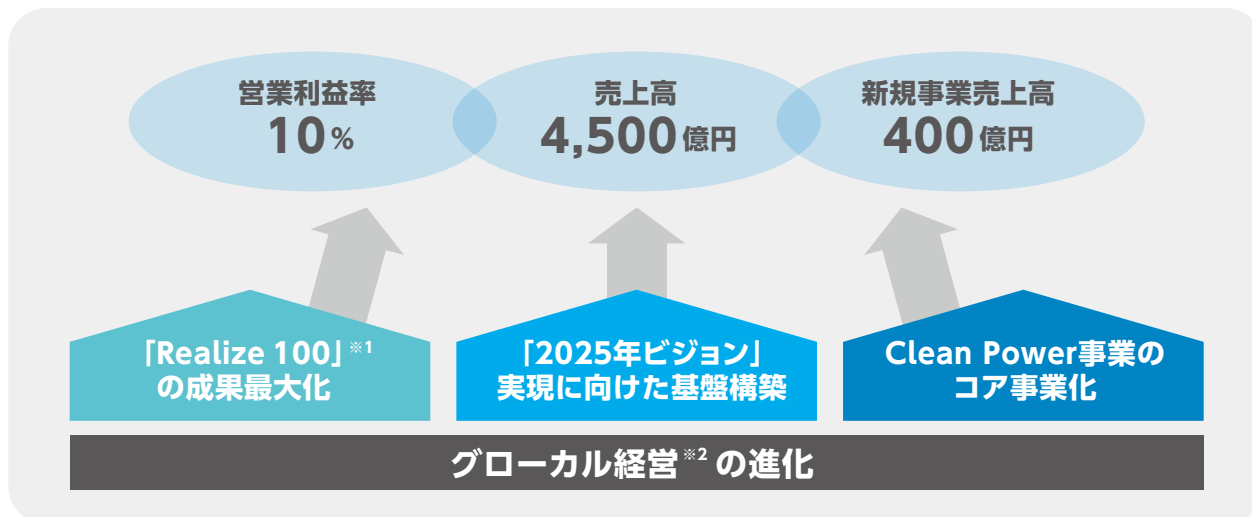 営業利益率
10%
売上高
4,500億円
新規事業売上高
400億円
「Realize 100」※1
の成果最大化
「2025年ビジョン」
実現に向けた基盤構築
Clean Power事業の
コア事業化
グローカル経営※2の進化